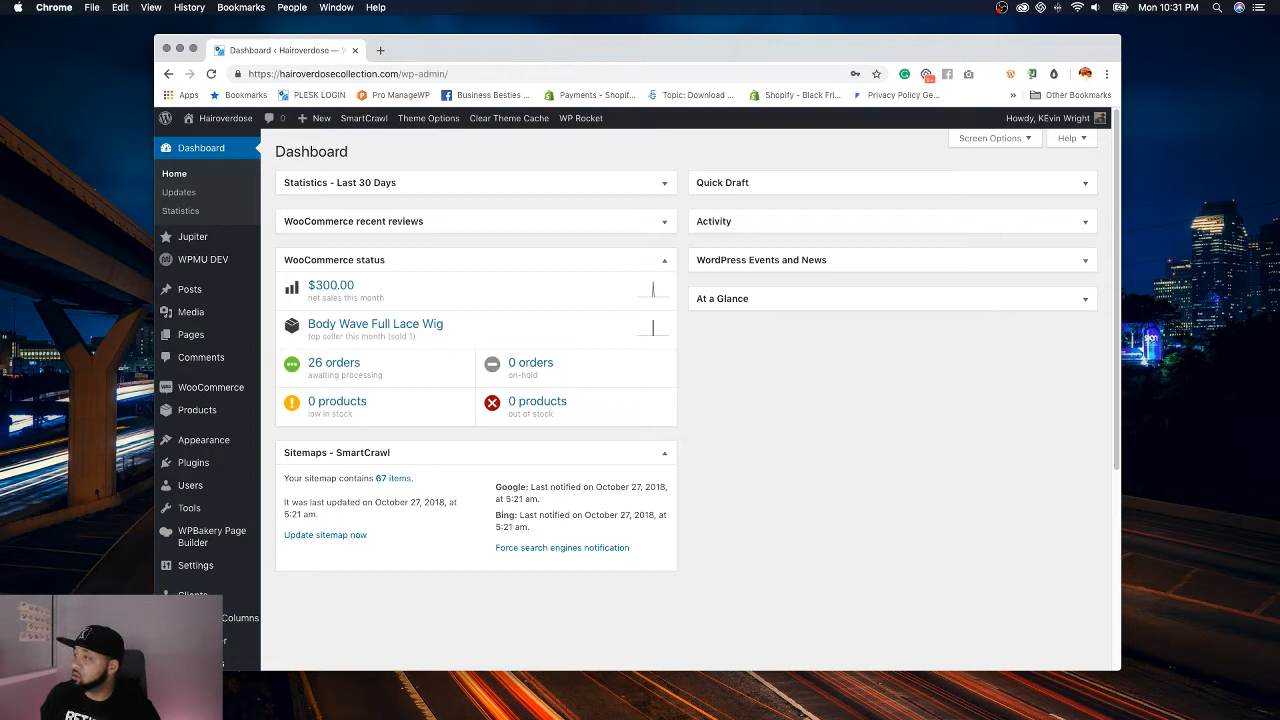 Chrome File Edit View History Bookmarks People Window Help
Mon 10:31 PM
Dashboard ‹ Hairoverdose —
https://hairoverdosecollection.com/wp-admin/
Apps Bookmarks PLESK LOGIN Pro ManageWP Business Besties ... Payments - Shopif... Topic: Download ... Shopify - Black Fri... Privacy Policy Ge... » Other Bookmarks
Hairoverdose 0 New SmartCrawl Theme Options Clear Theme Cache WP Rocket Howdy, KEvin Wright
Screen Options Help
Dashboard
Home
Updates
Statistics
Jupiter
WPMU DEV
Posts
Media
Pages
Comments
WooCommerce
Products
Appearance
Plugins
Users
Tools
WPBakery Page
Builder
Settings
Clients
Columns
Dashboard
Statistics - Last 30 Days
WooCommerce recent reviews
WooCommerce status
$300.00
net sales this month
Body Wave Full Lace Wig
top seller this month (sold 1)
26 orders
awaiting processing
0 orders
on-hold
0 products
low in stock
0 products
out of stock
Sitemaps - SmartCrawl
Your sitemap contains 67 items.
It was last updated on October 27, 2018, at
5:21 am.
Update sitemap now
Google: Last notified on October 27, 2018,
at 5:21 am.
Bing: Last notified on October 27, 2018, at
5:21 am.
Force search engines notification
Quick Draft
Activity
WordPress Events and News
At a Glance